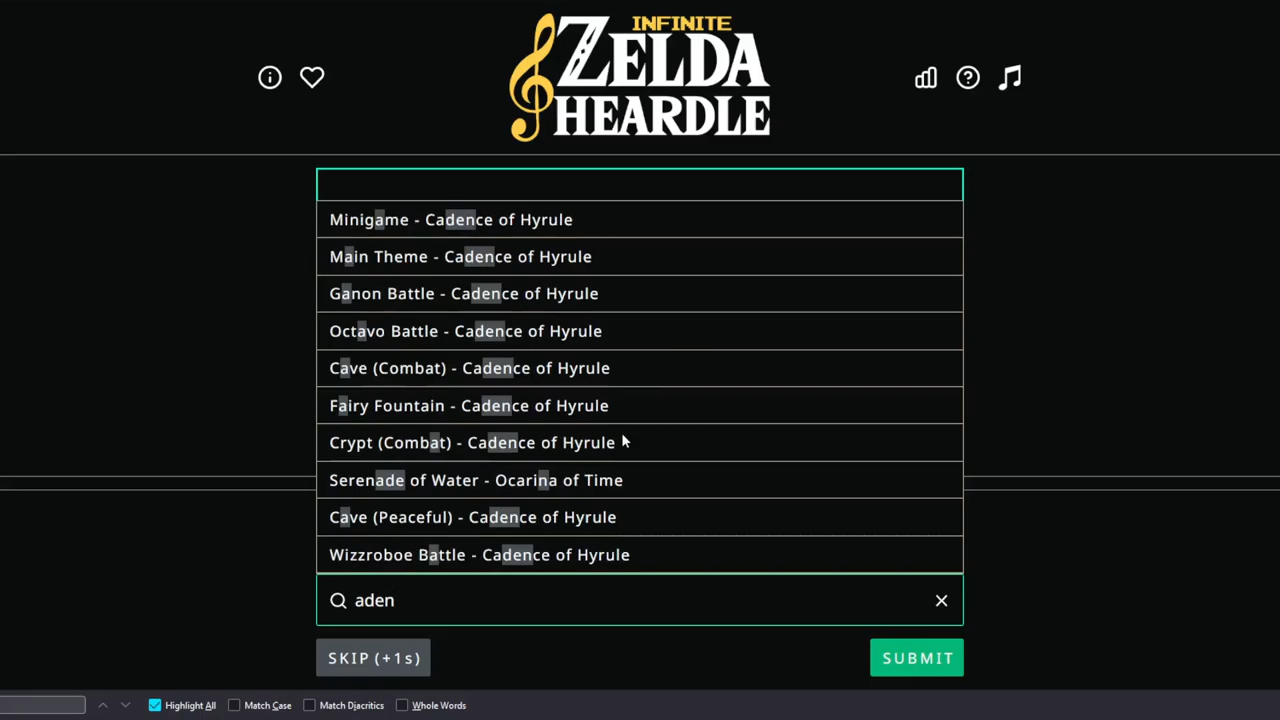 INFINITE
ZELDA
HEARDLE
Minigame - Cadence of Hyrule
Main Theme - Cadence of Hyrule
Ganon Battle - Cadence of Hyrule
Octavo Battle - Cadence of Hyrule
Cave (Combat) - Cadence of Hyrule
Fairy Fountain - Cadence of Hyrule
Crypt (Combat) - Cadence of Hyrule
Serenade of Water - Ocarina of Time
Cave (Peaceful) - Cadence of Hyrule
Wizzroboe Battle - Cadence of Hyrule
aden
SKIP (+1s) SUBMIT
Highlight All Match Case Match Diacritics Whole Words